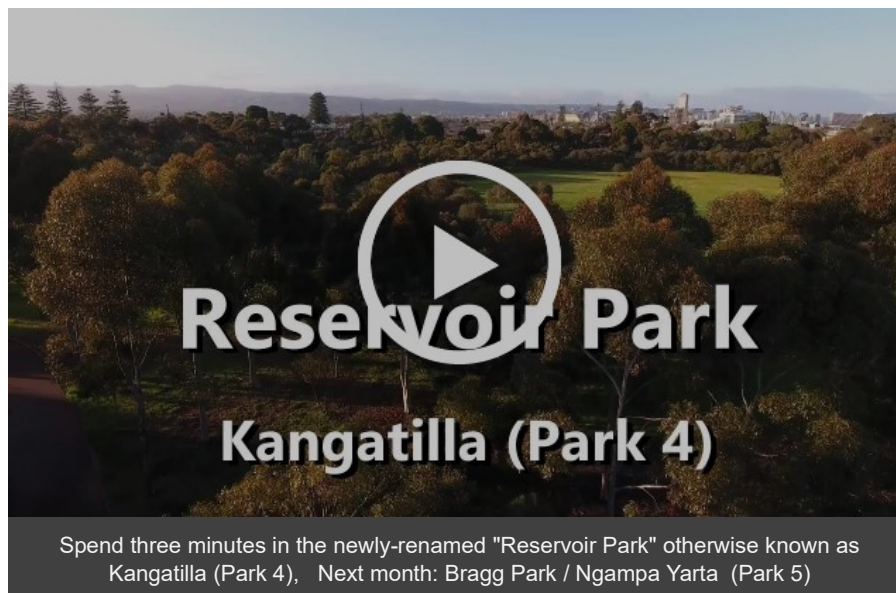 Reservoir Park
Kangatilla (Park 4)
Spend three minutes in the newly-renamed "Reservoir Park" otherwise known as
Kangatilla (Park 4),   Next month: Bragg Park / Ngampa Yarta  (Park 5)